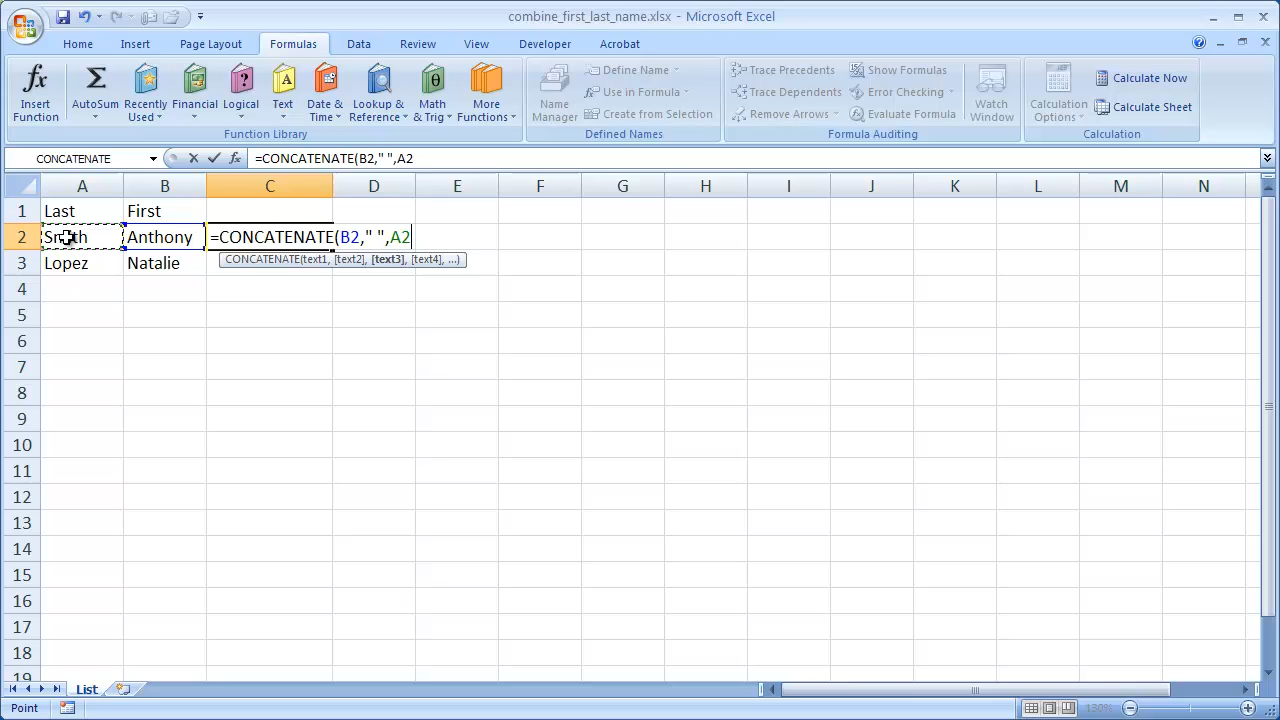 combine_first_last_name.xlsx - Microsoft Excel
Home Insert Page Layout Formulas Data Review View Developer Acrobat
fx Insert Function
Σ AutoSum
Recently Used
Financial
? Logical
A Text
Date & Time
Lookup & Reference
θ Math & Trig
More Functions
Function Library
Name Manager
Define Name
Use in Formula
Create from Selection
Defined Names
Trace Precedents
Trace Dependents
Remove Arrows
Show Formulas
Error Checking
Evaluate Formula
Formula Auditing
Watch Window
Calculation Options
Calculate Now
Calculate Sheet
Calculation
CONCATENATE fx =CONCATENATE(B2," ",A2
A B C D E F G H I J K L M N
1 Last First
2 Smith Anthony =CONCATENATE(B2," ",A2
3 Lopez Natalie CONCATENATE(text1, [text2], [text3], [text4], ...)
4
5
6
7
8
9
10
11
12
13
14
15
16
17
18
19
List
Point 130%